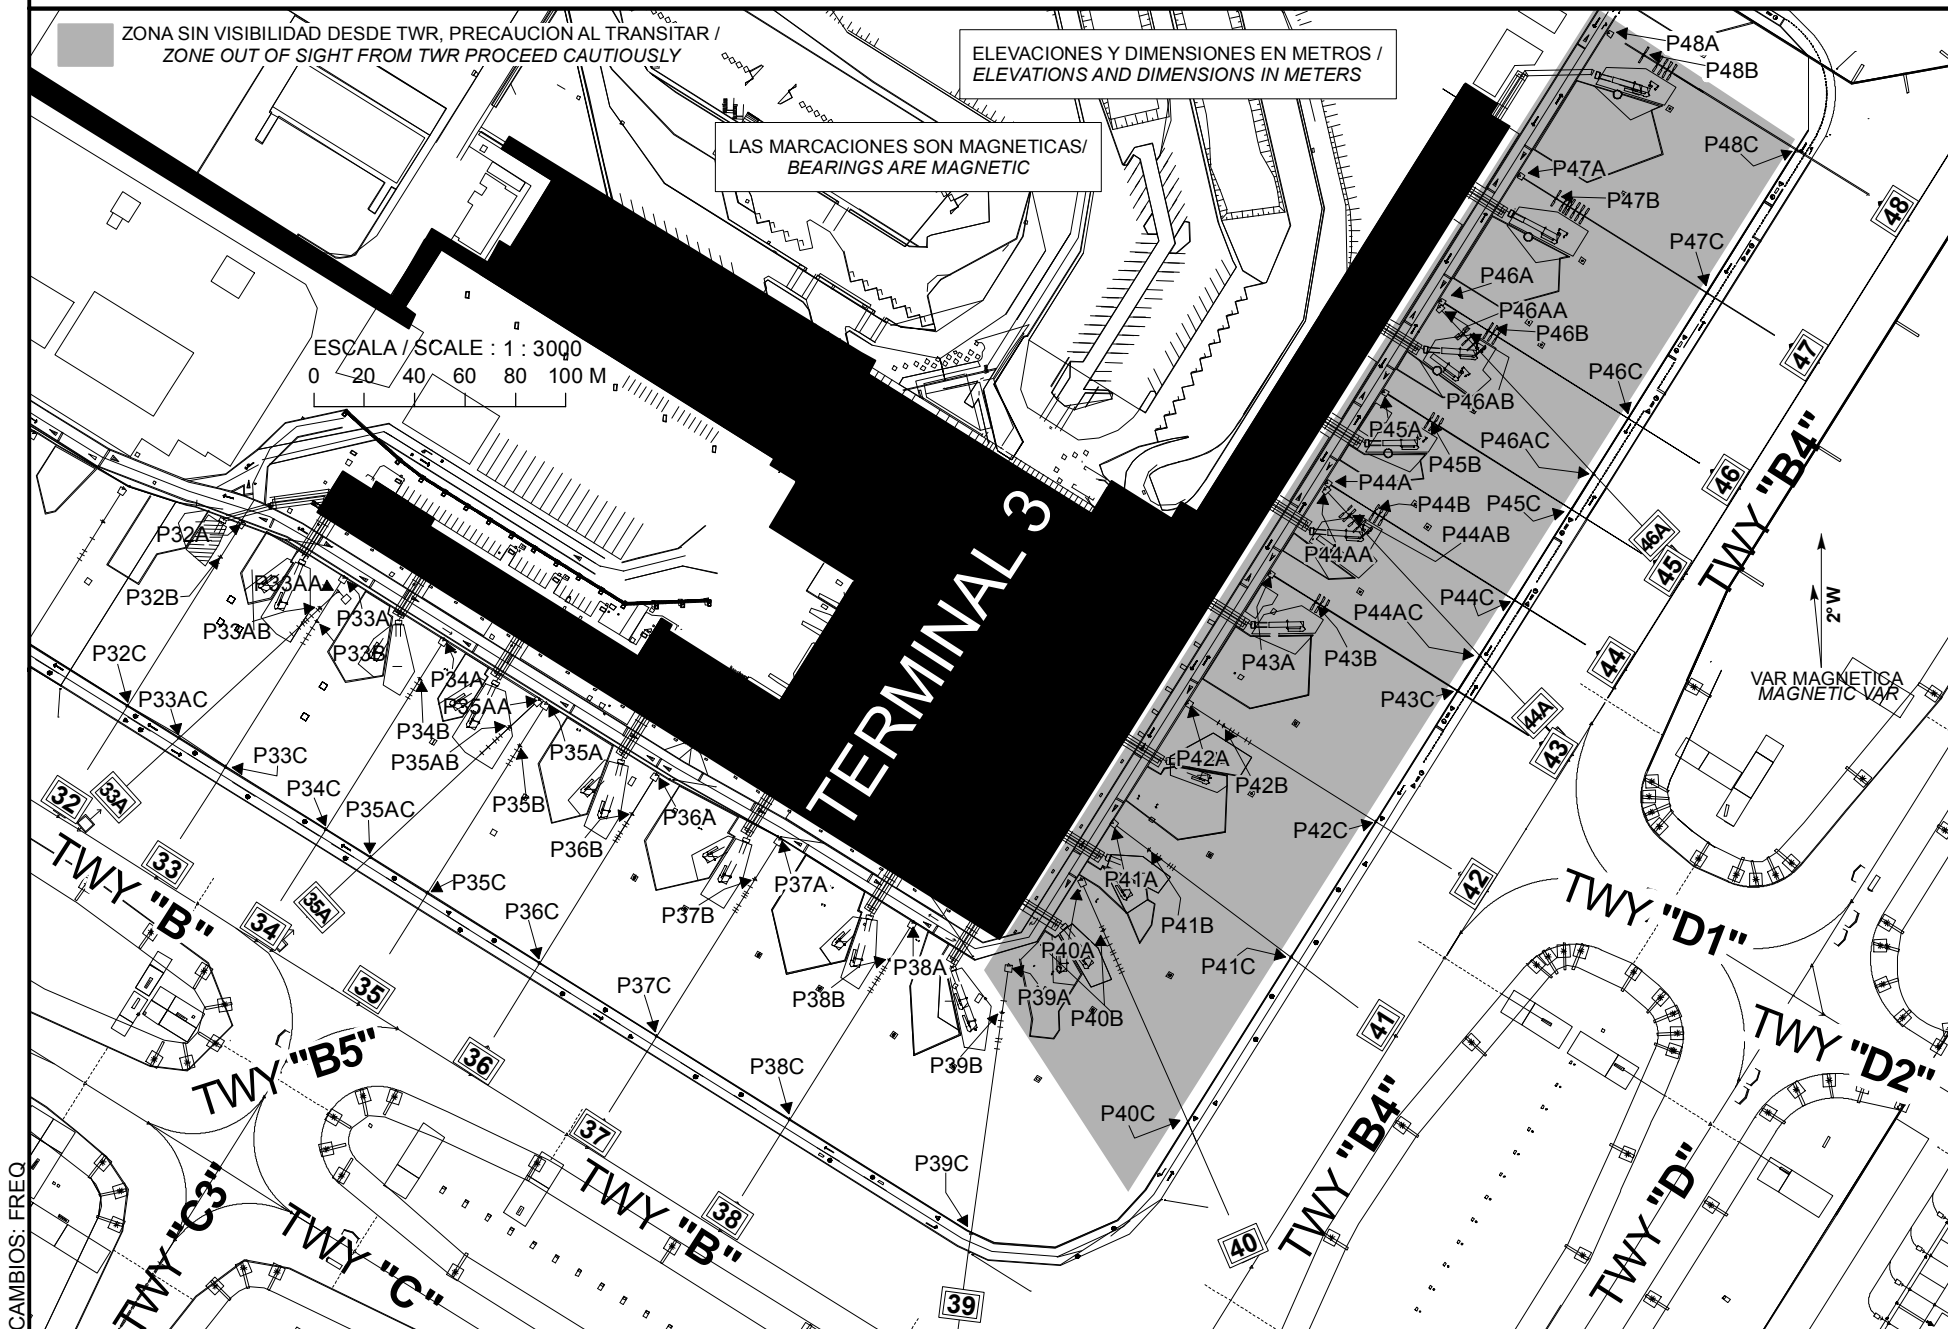 ZONA SIN VISIBILIDAD DESDE TWR, PRECAUCION AL TRANSITAR /
ZONE OUT OF SIGHT FROM TWR PROCEED CAUTIOUSLY
ELEVACIONES Y DIMENSIONES EN METROS /
ELEVATIONS AND DIMENSIONS IN METERS
LAS MARCACIONES SON MAGNETICAS/
BEARINGS ARE MAGNETIC
ESCALA / SCALE : 1 : 3000
0 20 40 60 80 100 M
TERMINAL 3
P48A
P48B
P48C
P47A
P47B
P47C
P46A
P46AA
P46B
P46C
P46AB
P46AC
P45A
P45B
P45C
P44A
P44B
P44AB
P44AA
P44C
P44AC
P43A
P43B
P43C
P42A
P42B
P42C
P41A
P41B
P41C
P40A
P40B
P40C
P39A
P39B
P39C
P38A
P38B
P38C
P37A
P37B
P37C
P36A
P36B
P36C
P35A
P35AA
P35AB
P35B
P35C
P35AC
P34A
P34B
P34C
P33AA
P33A
P33AB
P33B
P33C
P33AC
P32A
P32B
P32C
48
47
46
46A
45
44
44A
43
42
41
40
39
38
37
36
35
35A
34
33
33A
32
TWY "B4"
2° W
VAR MAGNETICA
MAGNETIC VAR
TWY "D1"
TWY "D2"
TWY "B4"
TWY "D"
TWY "B"
TWY "B5"
TWY "B"
TWY "C3"
TWY "C"
CAMBIOS: FREQ